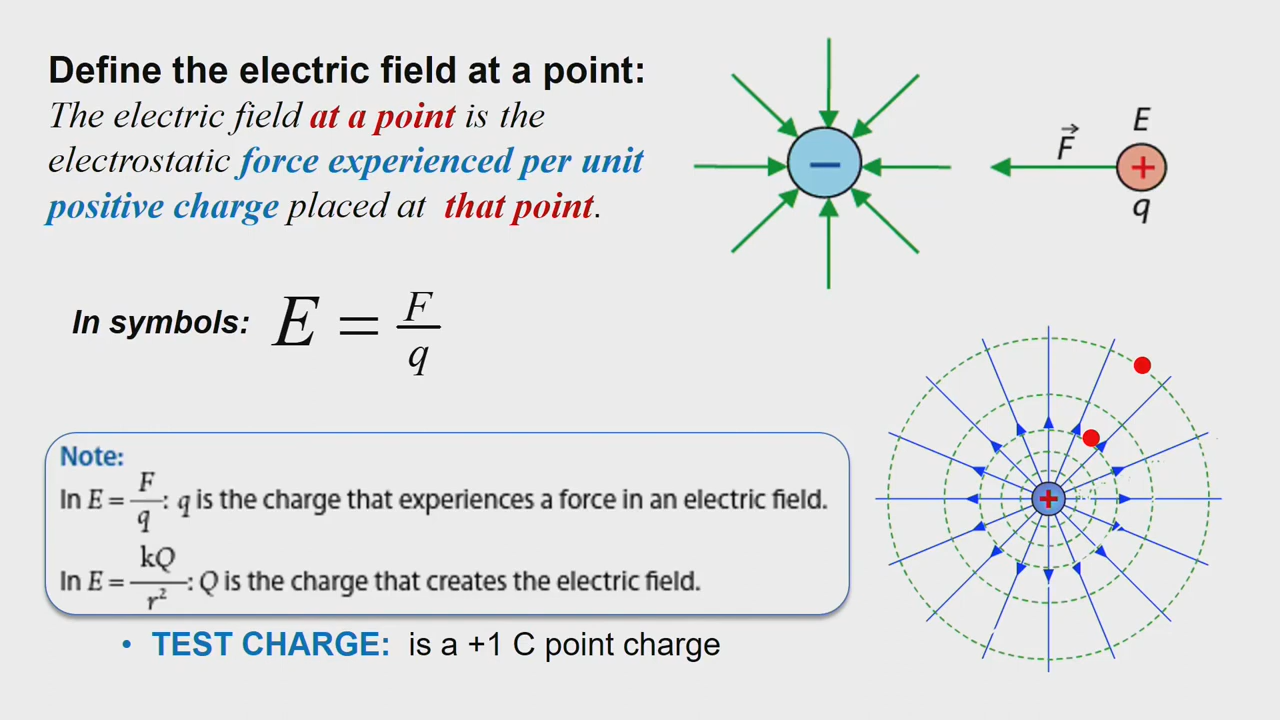 Define the electric field at a point:
The electric field at a point is the
electrostatic force experienced per unit
positive charge placed at that point.
In symbols: E = F/q
Note:
In E = F/q : q is the charge that experiences a force in an electric field.
In E = kQ/r² : Q is the charge that creates the electric field.
• TEST CHARGE: is a +1 C point charge
−
F⃗
E
+
q
+